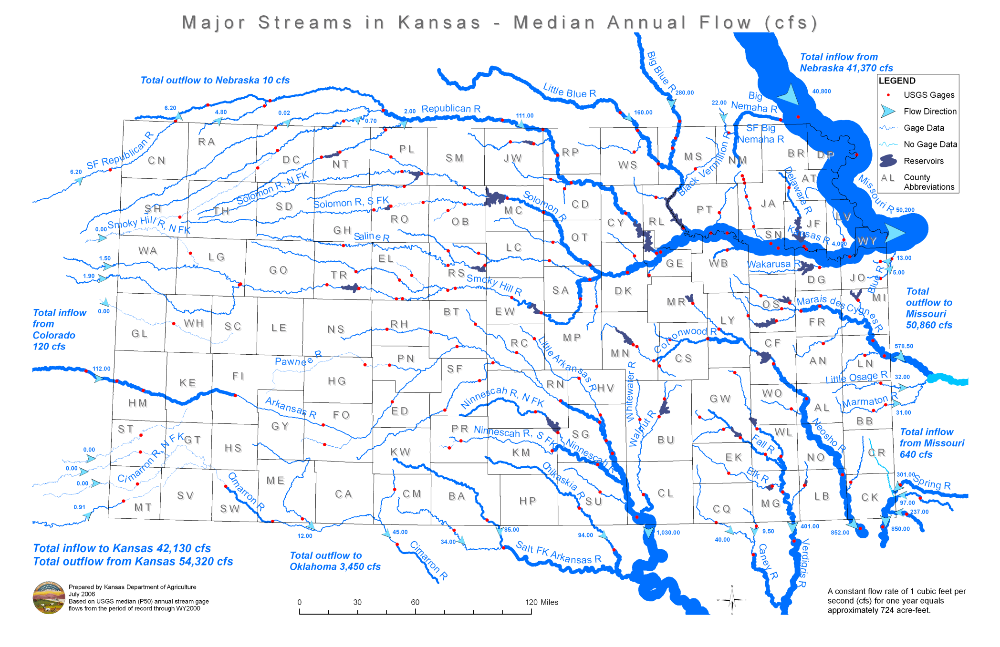 Major Streams in Kansas - Median Annual Flow (cfs)
Total inflow from
Nebraska 41,370 cfs
Total outflow to Nebraska 10 cfs
LEGEND
USGS Gages
Flow Direction
Gage Data
No Gage Data
Reservoirs
AL County
Abbreviations
Big Blue R
280.00
Little Blue R
160.00
Republican R
2.00
111.00
22.00
Big
Nemaha R
SF Big
Nemaha R
40,800
6.20
4.80
0.02
0.70
SF Republican R
6.20
CN
RA
DC
NT
PL
SM
JW
RP
WS
MS
NM
BR
DP
Black Vermillion R
Delaware R
AT
Missouri R
50,200
SH
TH
SD
Solomon R, N FK
Solomon R, S FK
Solomon R
GH
RO
OB
MC
CD
CY
RL
PT
JA
JF
LV
WY
0.00
Smoky Hill R, N FK
Saline R
OT
SN
Kansas R
4,000
WA
LG
GO
TR
EL
RS
LC
GE
WB
Wakarusa R
DG
JO
13.00
5.00
Blue R
1.50
1.90
Smoky Hill R
SA
DK
MR
OS
Marais des Cygnes R
MI
Total
outflow to
Missouri
50,860 cfs
0.00
Total inflow
from
Colorado
120 cfs
GL
WH
SC
LE
NS
RH
BT
EW
RC
MP
MN
LY
FR
CF
Cottonwood R
CS
AN
LN
578.50
Pawnee R
PN
SF
Little Arkansas R
112.00
KE
FI
HG
RN
HV
Whitewater R
GW
WO
Little Osage R
32.00
Marmaton R
31.00
HM
Arkansas R
GY
FO
ED
Ninnescah R, N FK
AL
BB
ST
GT
HS
KW
PR
Ninnescah R, S FK
Ninnescah R
KM
SG
Walnut R
BU
EK
WL
Fall R
Neosho R
NO
CR
Total inflow
from Missouri
640 cfs
0.00
0.00
0.00
0.91
Cimarron R, N FK
Cimarron R
MT
SV
SW
ME
CA
CM
BA
HP
Chikaskia R
SU
CL
CQ
Elk R
MG
LB
CK
301.00
Spring R
97.00
237.00
850.00
12.00
45.00
34.00
85.00
94.00
1,030.00
40.00
9.50
401.00
852.00
Cimarron R
Salt FK Arkansas R
Caney R
Verdigris R
Total inflow to Kansas 42,130 cfs
Total outflow from Kansas 54,320 cfs
Total outflow to
Oklahoma 3,450 cfs
Prepared by Kansas Department of Agriculture
July 2006
Based on USGS median (P50) annual stream gage
flows from the period of record through WY2000
0 30 60 120 Miles
N
W E
S
A constant flow rate of 1 cubic feet per
second (cfs) for one year equals
approximately 724 acre-feet.